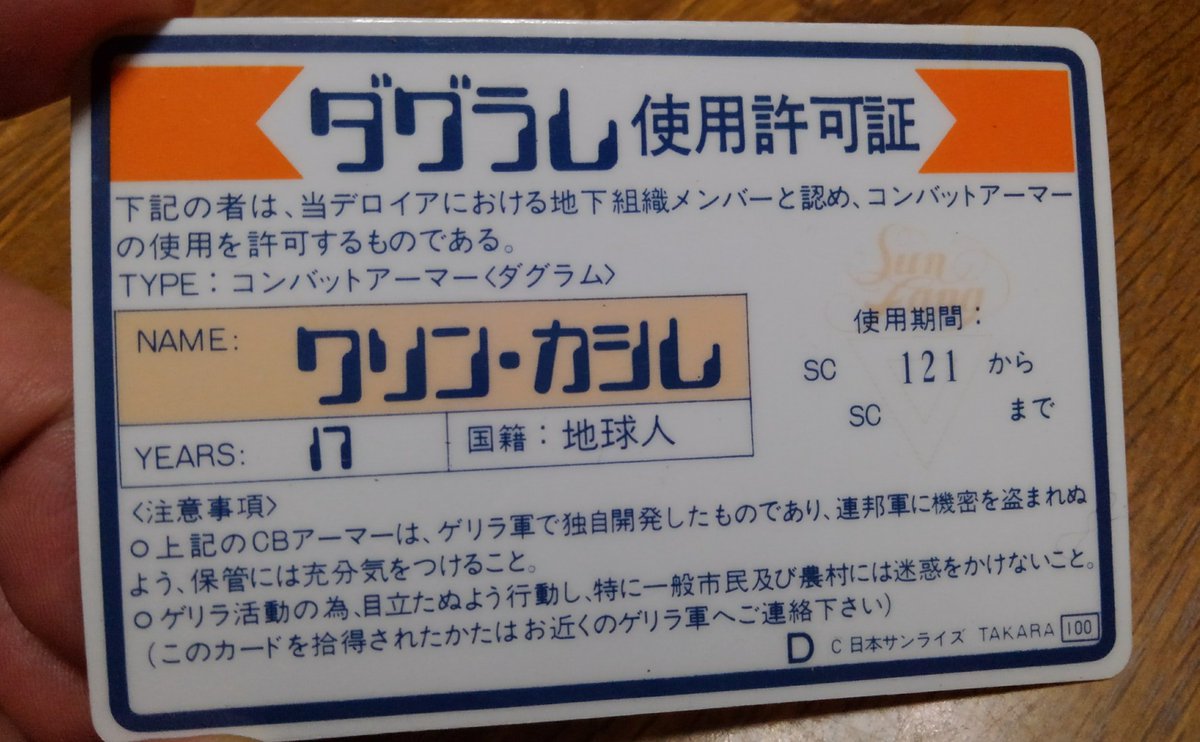 ダグラム 使用許可証
下記の者は、当デロイアにおける地下組織メンバーと認め、コンバットアーマー
の使用を許可するものである。
TYPE：コンバットアーマー〈ダグラム〉
Sun
Fang
NAME: クリン・カシム
YEARS: 17 国籍：地球人
使用期間：
SC 121 から
SC まで
〈注意事項〉
○上記のCBアーマーは、ゲリラ軍で独自開発したものであり、連邦軍に機密を盗まれぬ
よう、保管には充分気をつけること。
○ゲリラ活動の為、目立たぬよう行動し、特に一般市民及び農村には迷惑をかけないこと。
(このカードを拾得されたかたはお近くのゲリラ軍へご連絡下さい)
D C 日本サンライズ TAKARA 100